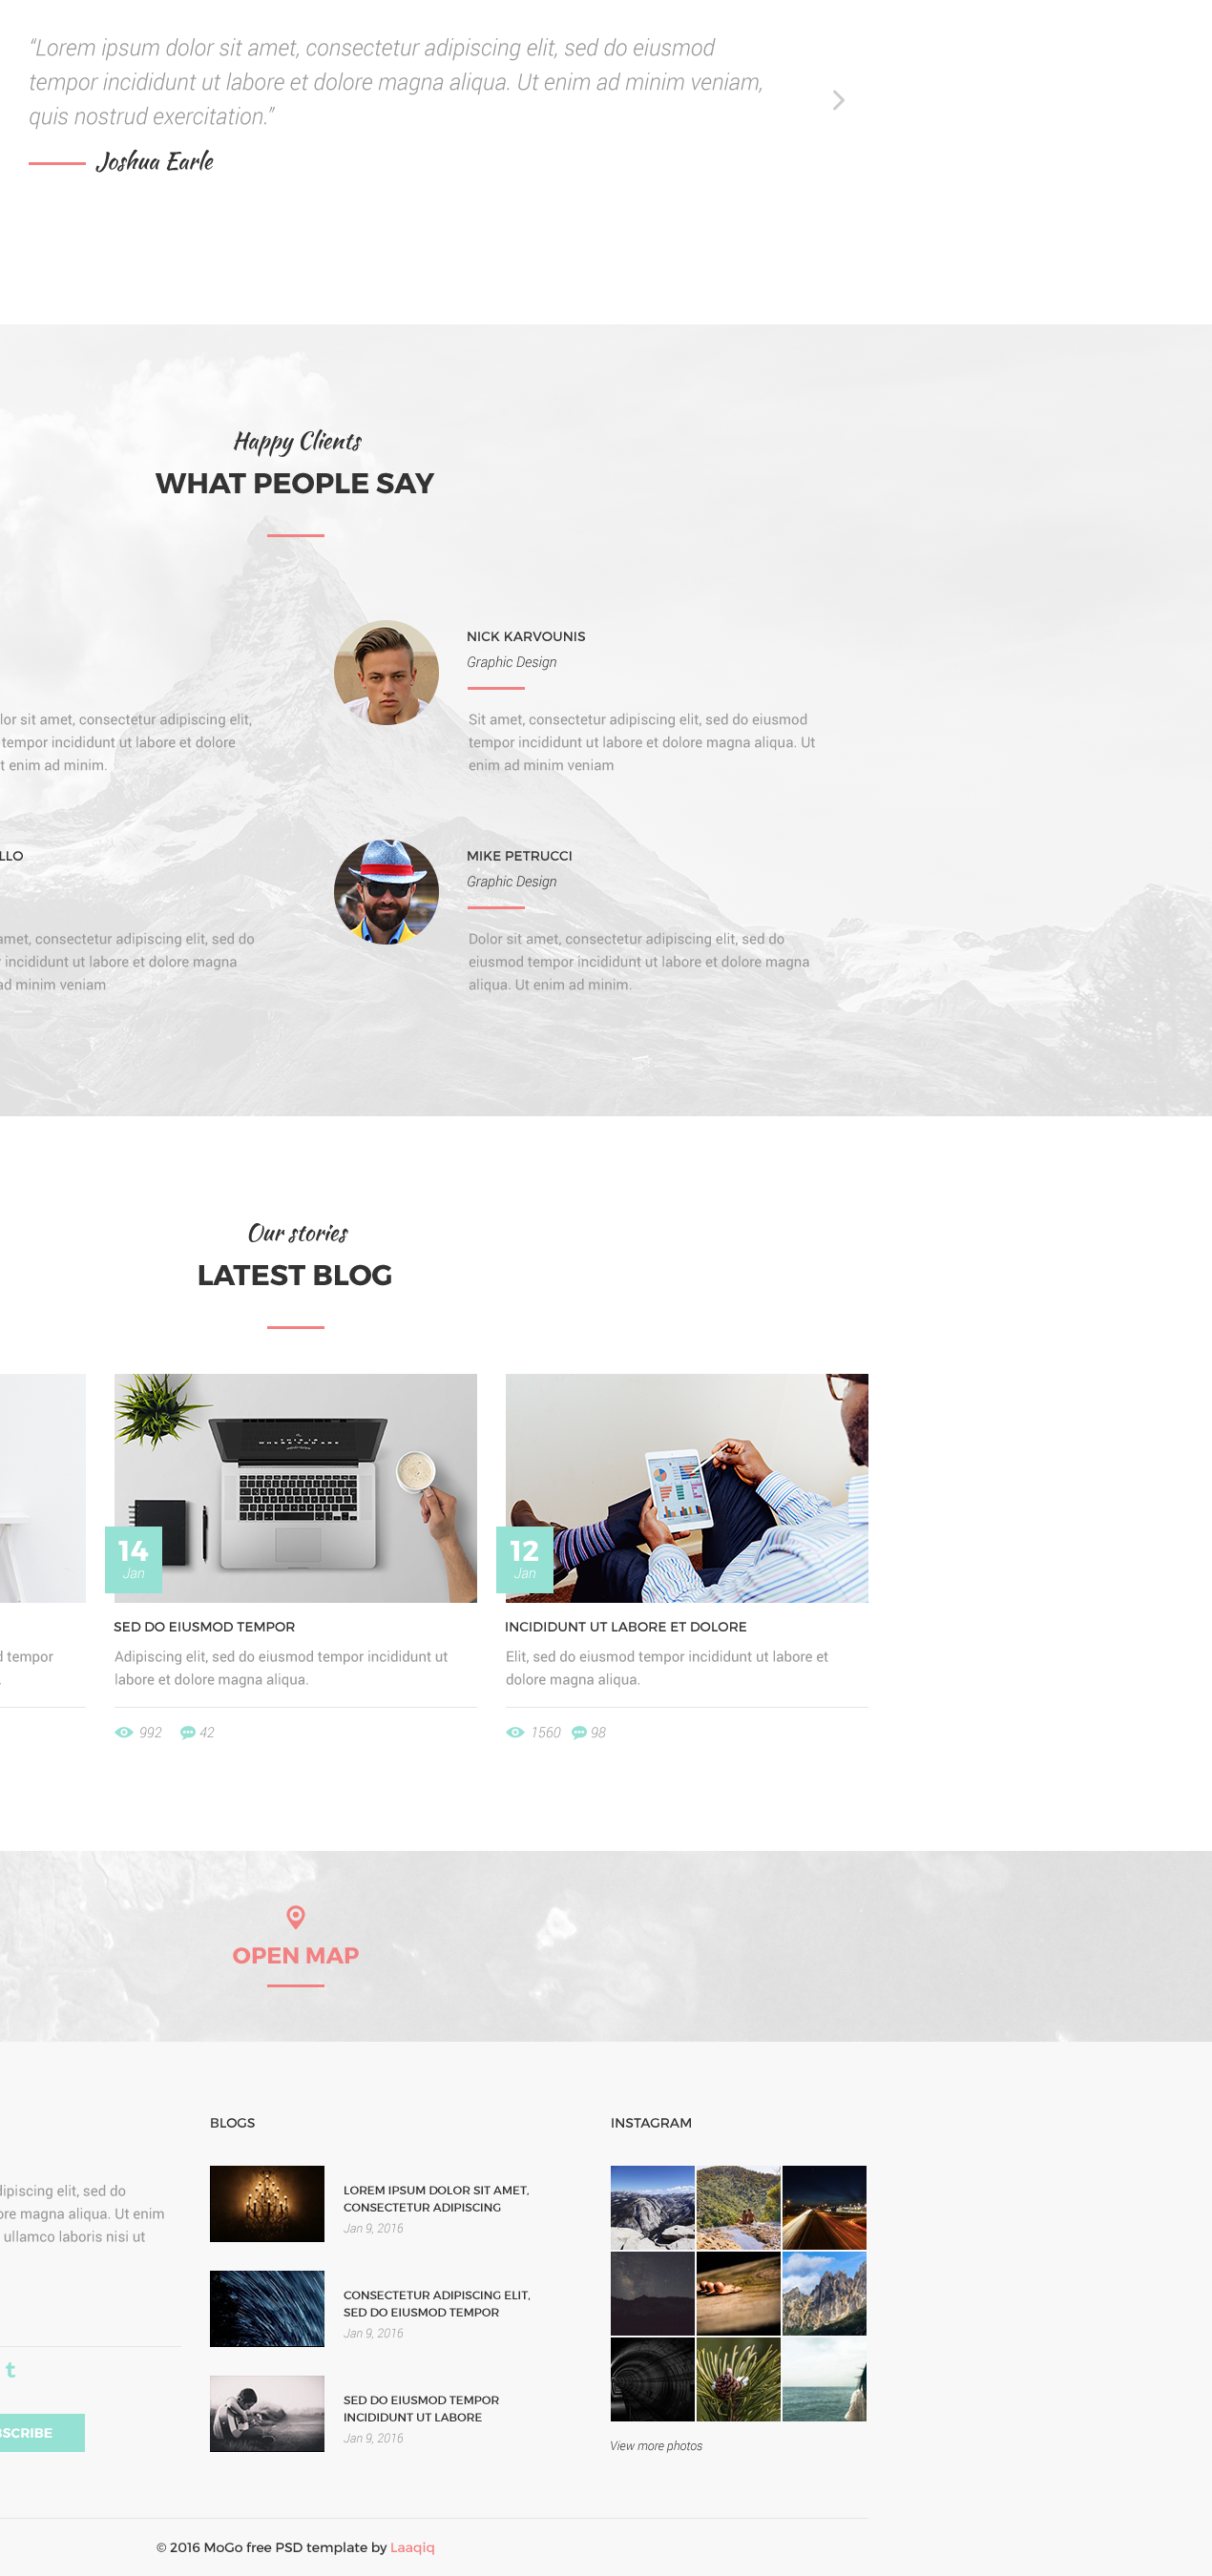 “Lorem ipsum dolor sit amet, consectetur adipiscing elit, sed do eiusmod
tempor incididunt ut labore et dolore magna aliqua. Ut enim ad minim veniam,
quis nostrud exercitation.”
Joshua Earle
Happy Clients
WHAT PEOPLE SAY
lor sit amet, consectetur adipiscing elit,
tempor incididunt ut labore et dolore
t enim ad minim.
NICK KARVOUNIS
Graphic Design
Sit amet, consectetur adipiscing elit, sed do eiusmod
tempor incididunt ut labore et dolore magna aliqua. Ut
enim ad minim veniam
LLO
amet, consectetur adipiscing elit, sed do
incididunt ut labore et dolore magna
ad minim veniam
MIKE PETRUCCI
Graphic Design
Dolor sit amet, consectetur adipiscing elit, sed do
eiusmod tempor incididunt ut labore et dolore magna
aliqua. Ut enim ad minim.
Our stories
LATEST BLOG
d tempor
.
THIS IS
WHERE YOU ARE
14
Jan
SED DO EIUSMOD TEMPOR
Adipiscing elit, sed do eiusmod tempor incididunt ut
labore et dolore magna aliqua.
992 42
12
Jan
INCIDIDUNT UT LABORE ET DOLORE
Elit, sed do eiusmod tempor incididunt ut labore et
dolore magna aliqua.
1560 98
OPEN MAP
dipiscing elit, sed do
ore magna aliqua. Ut enim
ullamco laboris nisi ut
t
BSCRIBE
BLOGS
LOREM IPSUM DOLOR SIT AMET,
CONSECTETUR ADIPISCING
Jan 9, 2016
CONSECTETUR ADIPISCING ELIT,
SED DO EIUSMOD TEMPOR
Jan 9, 2016
SED DO EIUSMOD TEMPOR
INCIDIDUNT UT LABORE
Jan 9, 2016
INSTAGRAM
View more photos
© 2016 MoGo free PSD template by Laaqiq